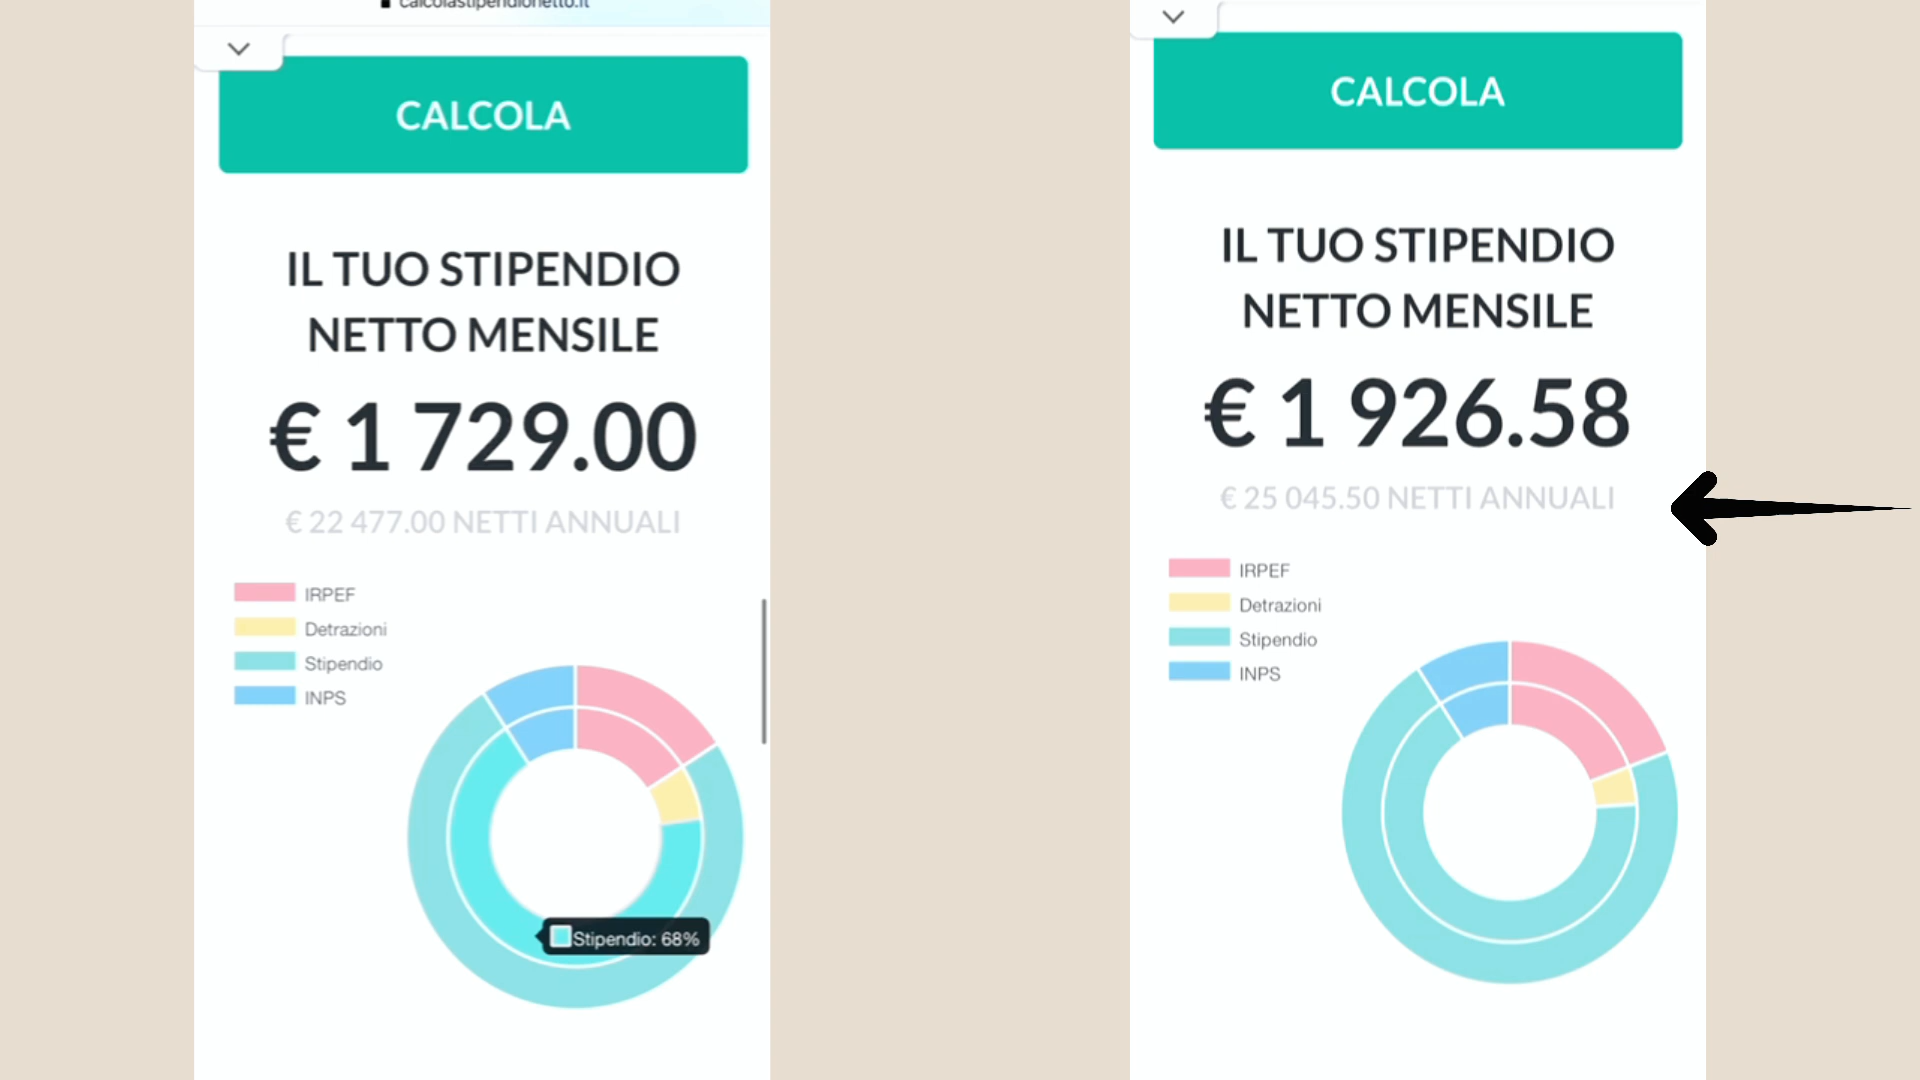 calcolastipendionetto.it
CALCOLA
IL TUO STIPENDIO
NETTO MENSILE
€ 1 729.00
€ 22 477.00 NETTI ANNUALI
IRPEF
Detrazioni
Stipendio
INPS
Stipendio: 68%
CALCOLA
IL TUO STIPENDIO
NETTO MENSILE
€ 1 926.58
€ 25 045.50 NETTI ANNUALI
IRPEF
Detrazioni
Stipendio
INPS